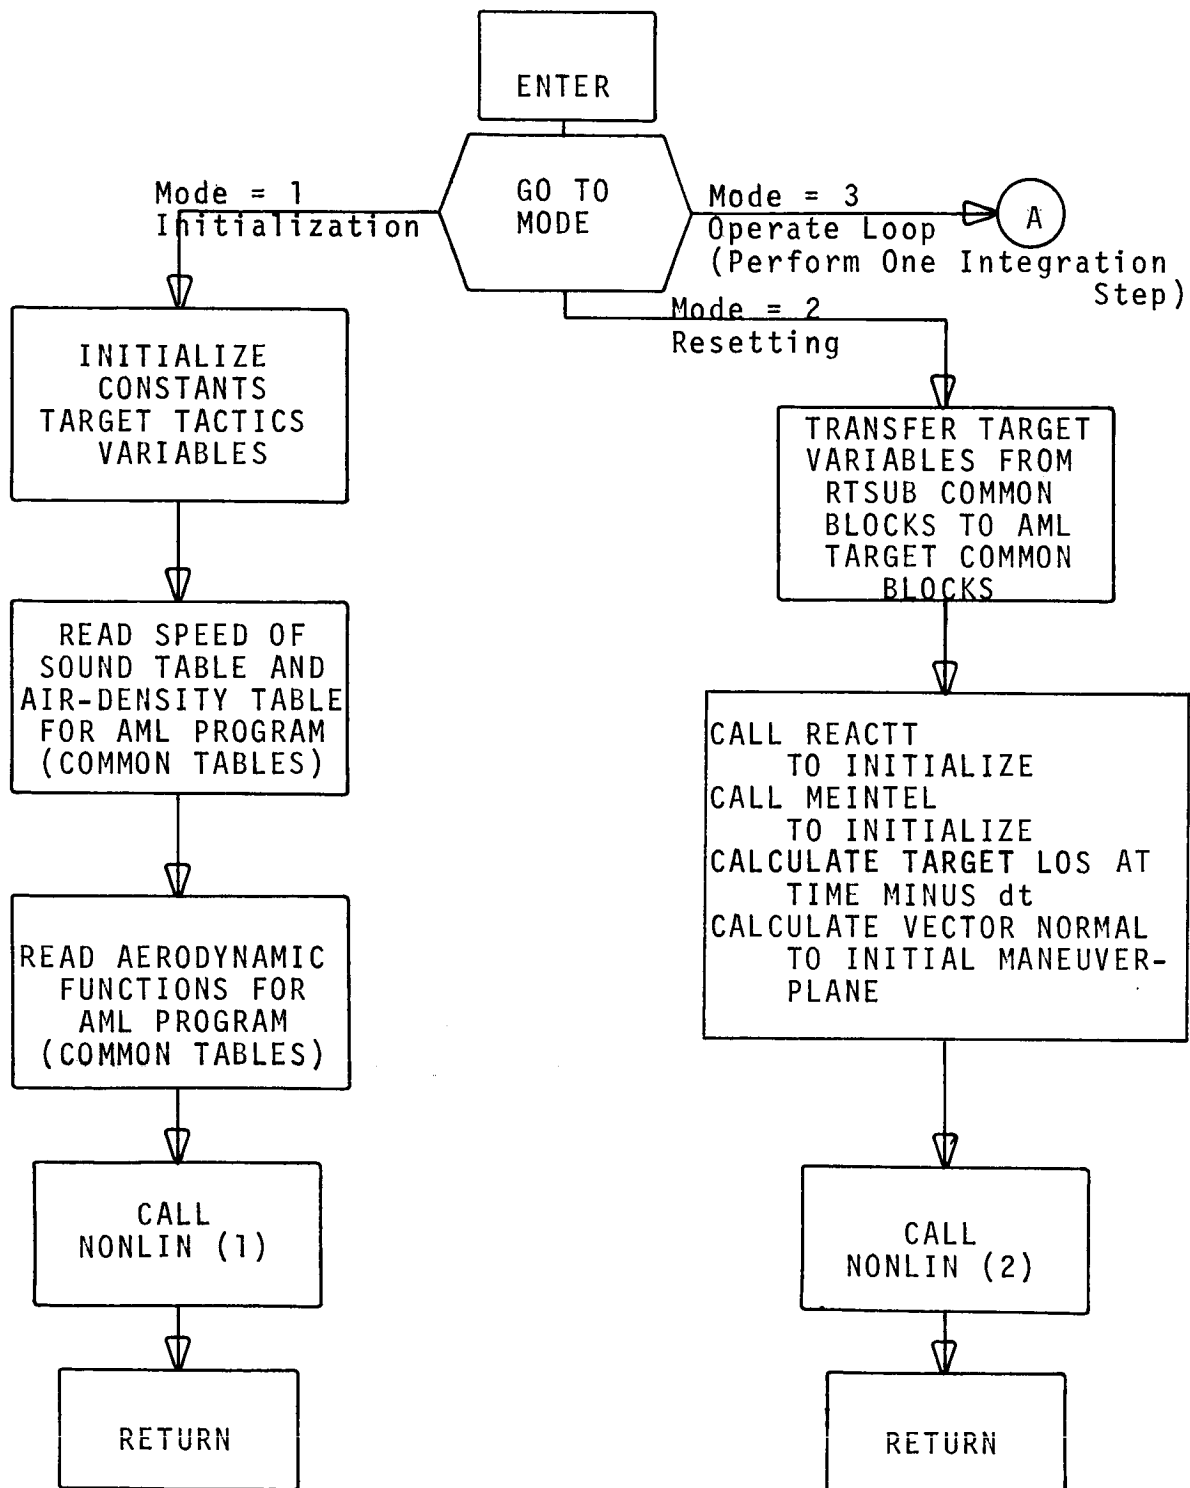 ENTER
GO TO
MODE
Mode = 1
Initialization
Mode = 3
Operate Loop
(Perform One Integration
Step)
A
Mode = 2
Resetting
INITIALIZE
CONSTANTS
TARGET TACTICS
VARIABLES
READ SPEED OF
SOUND TABLE AND
AIR-DENSITY TABLE
FOR AML PROGRAM
(COMMON TABLES)
READ AERODYNAMIC
FUNCTIONS FOR
AML PROGRAM
(COMMON TABLES)
CALL
NONLIN (1)
RETURN
TRANSFER TARGET
VARIABLES FROM
RTSUB COMMON
BLOCKS TO AML
TARGET COMMON
BLOCKS
CALL REACTT
TO INITIALIZE
CALL MEINTEL
TO INITIALIZE
CALCULATE TARGET LOS AT
TIME MINUS dt
CALCULATE VECTOR NORMAL
TO INITIAL MANEUVER-
PLANE
CALL
NONLIN (2)
RETURN